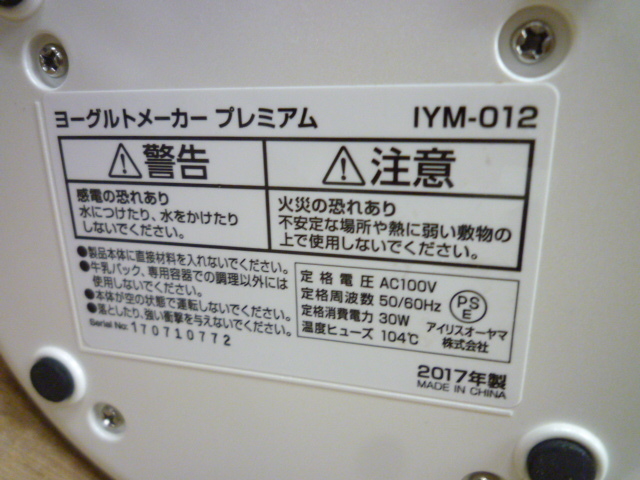 ヨーグルトメーカー プレミアム IYM-012
⚠警告
感電の恐れあり
水につけたり、水をかけたり
しないでください。
⚠注意
火災の恐れあり
不安定な場所や熱に弱い敷物の
上で使用しないでください。
●製品本体に直接材料を入れないでください。
●牛乳パック、専用容器での調理以外には
使用しないでください。
●本体が空の状態で運転しないでください。
●落としたり、強い衝撃を与えないでください。
Serial No: 170710772
定格電圧 AC100V
定格周波数 50/60Hz
定格消費電力 30W
温度ヒューズ 104℃
PSE
アイリスオーヤマ
株式会社
2017年製
MADE IN CHINA